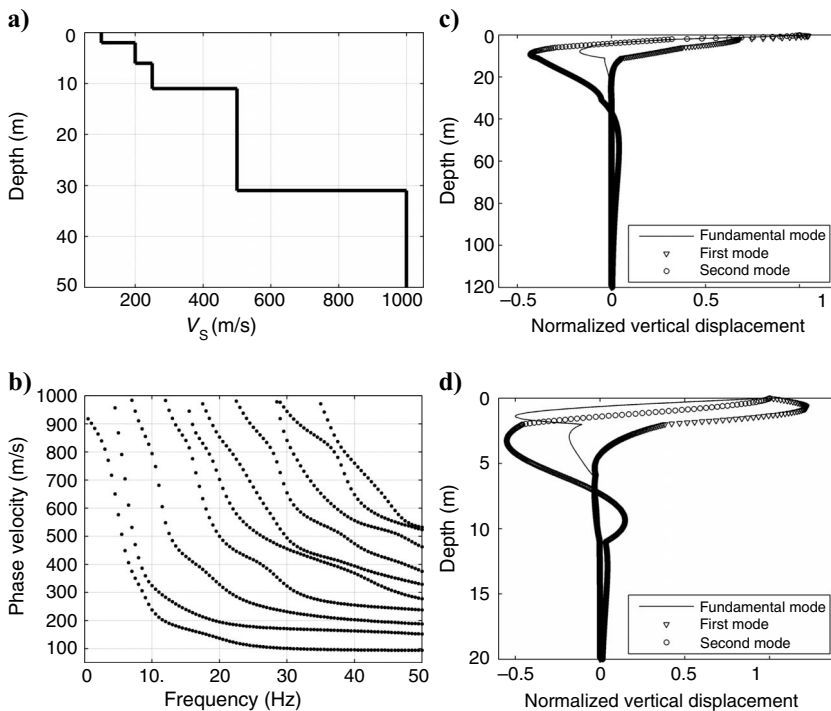 a)
0
10
20
30
40
50
Depth (m)
200
400
600
800
1000
V_S (m/s)
b)
1000
900
800
700
600
500
400
300
200
100
Phase velocity (m/s)
0
10.
20
30
40
50
Frequency (Hz)
c)
0
20
40
60
80
100
120
Depth (m)
Fundamental mode
First mode
Second mode
−0.5
0
0.5
1
Normalized vertical displacement
d)
0
5
10
15
20
Depth (m)
Fundamental mode
First mode
Second mode
−0.5
0
0.5
1
Normalized vertical displacement